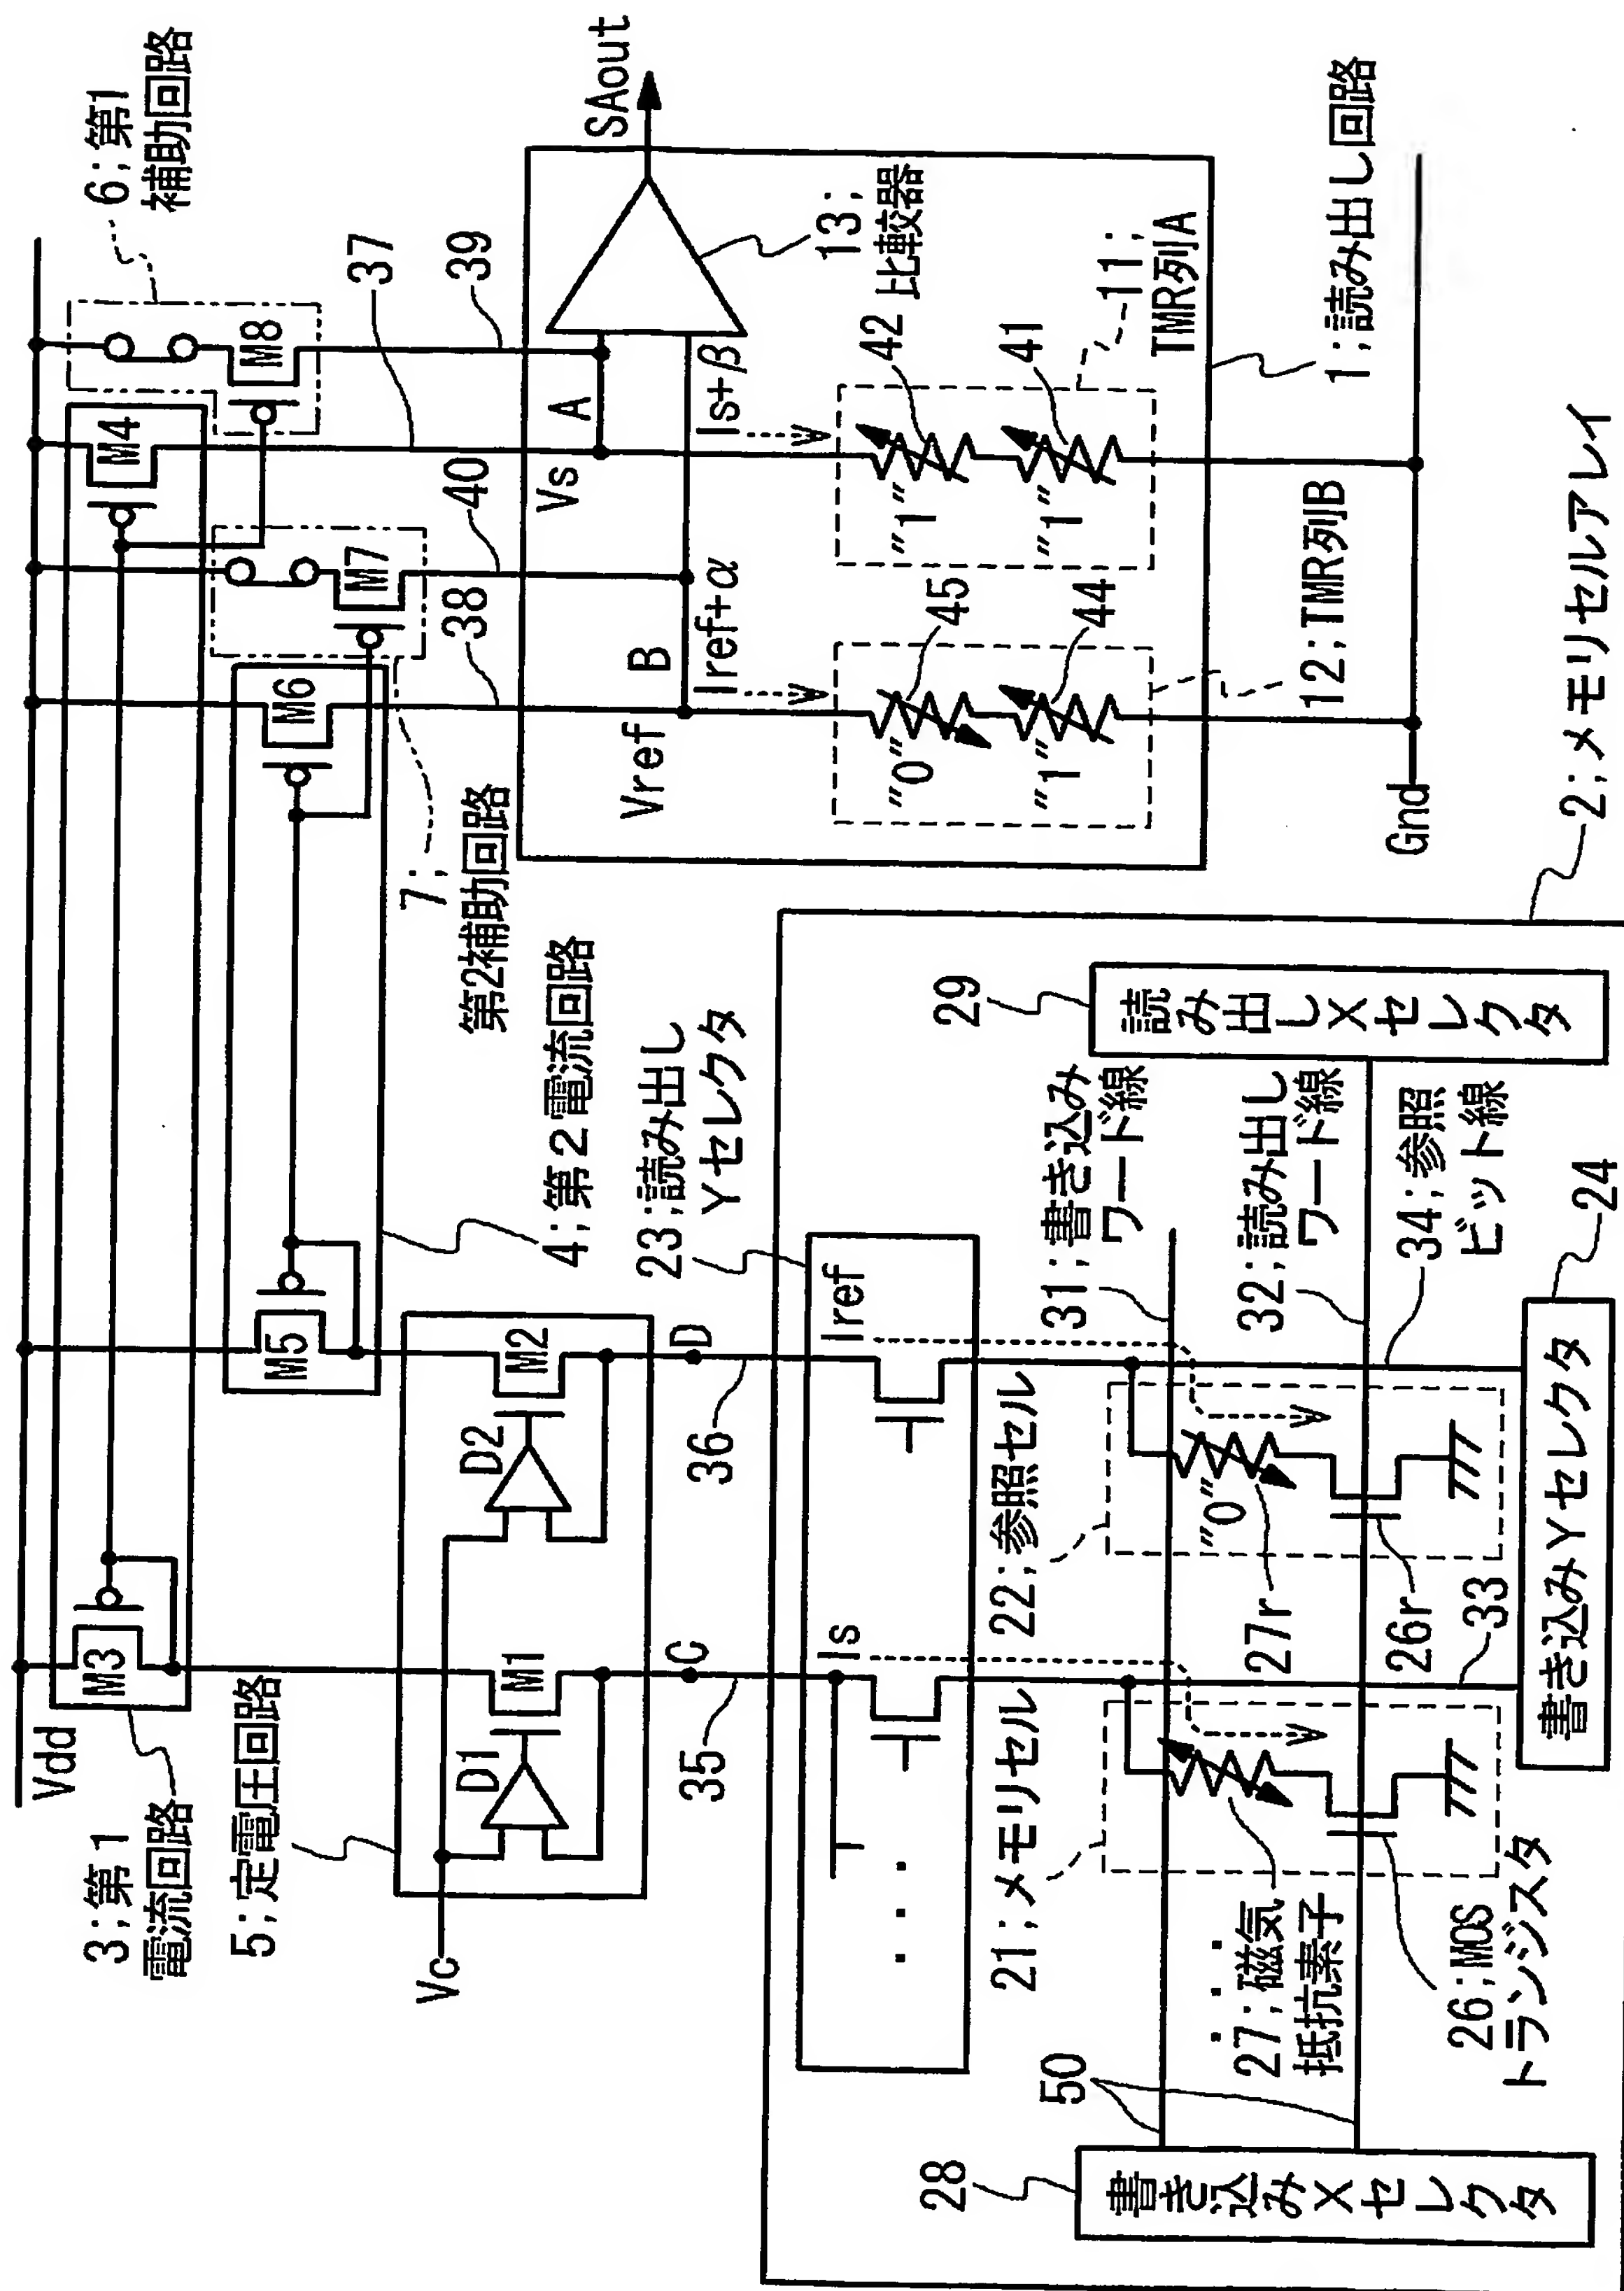 Vdd
3;第1
電流回路
M3
M4
6;第1
補助回路
M8
37
39
M5
M6
M7
38
40
7;
第2補助回路
4;第２電流回路
5;定電圧回路
Vc
D1
M1
D2
M2
C
D
35
36
23;読み出し
Yセレクタ
Is
Iref
Vs
A
Vref
B
Is+β
Iref+α
SAout
13;
比較器
42
41
"1"
"1"
11;
TMR列A
45
44
"0"
"1"
12;TMR列B
1;読み出し回路
Gnd
2;メモリセルアレイ
21;メモリセル
22;参照セル
27;磁気
抵抗素子
26;MOS
トランジスタ
"0"
27r
26r
33
31;書き込み
ワード線
32;読み出し
ワード線
34;参照
ビット線
29
読み出しXセレクタ
24
書き込みYセレクタ
28
書き込みXセレクタ
50